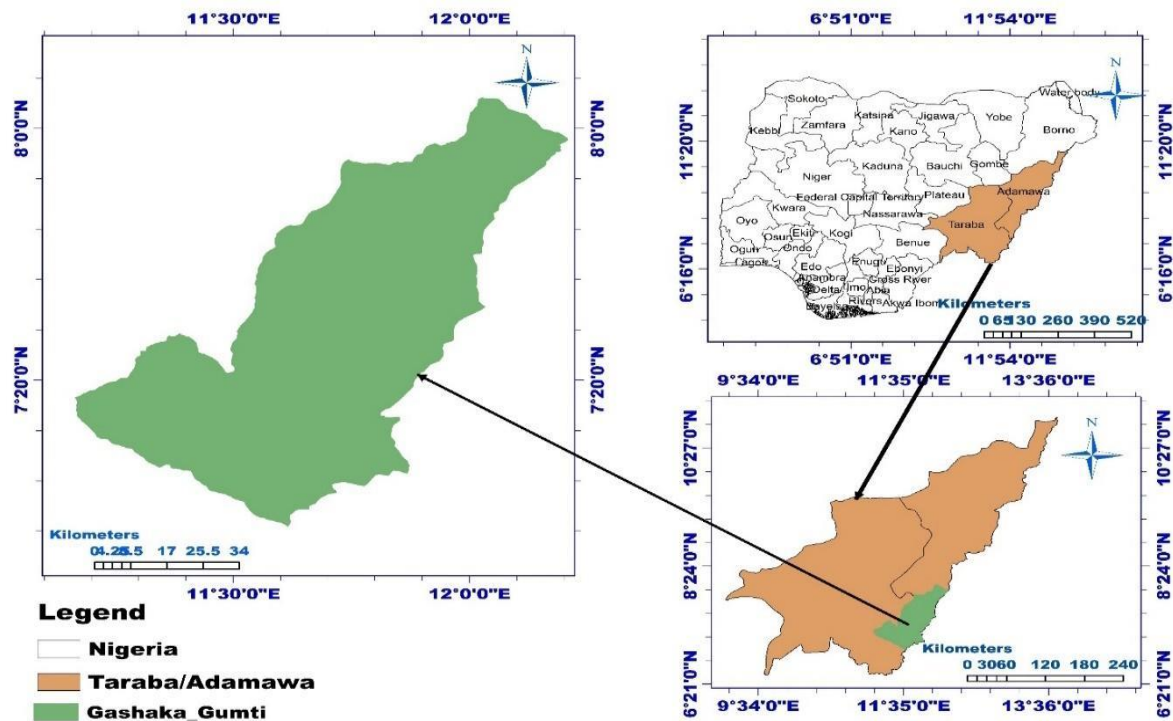 11°30'0"E 12°0'0"E
N
8°0'0"N
8°0'0"N
7°20'0"N
7°20'0"N
Kilometers
17 25.5 34
11°30'0"E 12°0'0"E
6°51'0"E 11°54'0"E
N
11°20'0"N
11°20'0"N
6°16'0"N
6°16'0"N
Water body
Sokoto
Katsina
Jigawa
Yobe
Zamfara
Kebbi
Kano
Borno
Kaduna
Bauchi
Gombe
Niger
Adamawa
Federal Capital Territory
Plateau
Kwara
Nassarawa
Oyo
Taraba
Ekiti
Kogi
Osun
Benue
Ogun
Ondo
Lagos
Enugu
Edo
Ebonyi
Anambra
Cross River
Delta
Imo
Abia
Rivers
Akwa Ibom
Kilometers
0 65 130 260 390 520
6°51'0"E 11°54'0"E
9°34'0"E 11°35'0"E 13°36'0"E
N
10°27'0"N
10°27'0"N
8°24'0"N
8°24'0"N
6°21'0"N
6°21'0"N
Kilometers
0 30 60 120 180 240
9°34'0"E 11°35'0"E 13°36'0"E
Legend
Nigeria
Taraba/Adamawa
Gashaka_Gumti